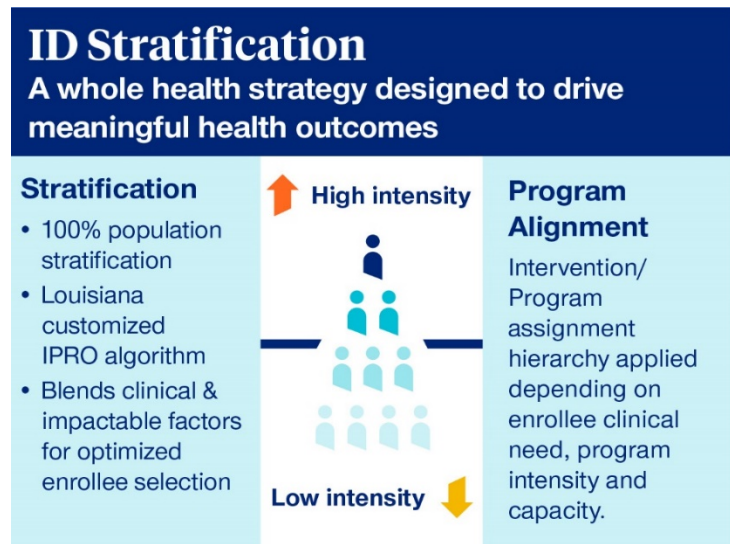 ID Stratification
A whole health strategy designed to drive
meaningful health outcomes
Stratification
• 100% population
stratification
• Louisiana
customized
IPRO algorithm
• Blends clinical &
impactable factors
for optimized
enrollee selection
High intensity
Low intensity
Program
Alignment
Intervention/
Program
assignment
hierarchy applied
depending on
enrollee clinical
need, program
intensity and
capacity.